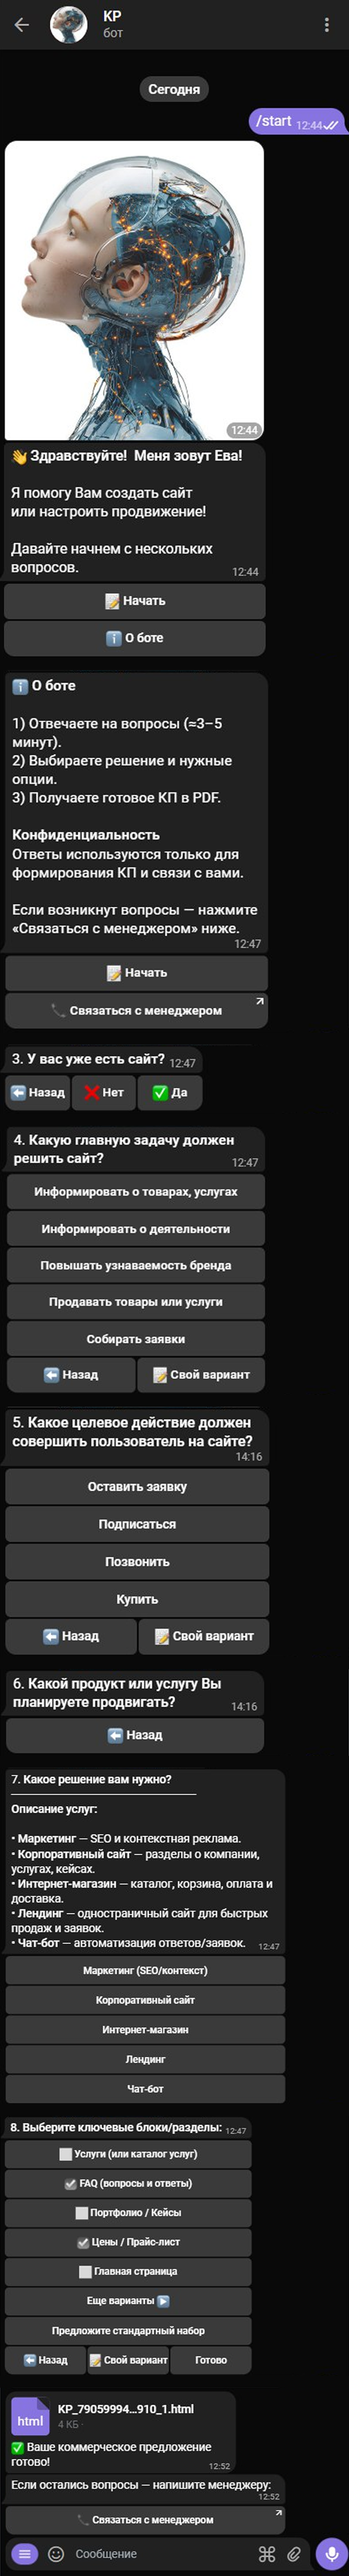 КР
бот
Сегодня
/start 12:44
12:44
👋 Здравствуйте! Меня зовут Ева!
Я помогу Вам создать сайт
или настроить продвижение!
Давайте начнем с нескольких
вопросов. 12:44
📝 Начать
ℹ️ О боте
ℹ️ О боте
1) Отвечаете на вопросы (≈3–5
минут).
2) Выбираете решение и нужные
опции.
3) Получаете готовое КП в PDF.
Конфиденциальность
Ответы используются только для
формирования КП и связи с вами.
Если возникнут вопросы — нажмите
«Связаться с менеджером» ниже.
12:47
📝 Начать
📞 Связаться с менеджером
3. У вас уже есть сайт? 12:47
⬅️ Назад ❌ Нет ✅ Да
4. Какую главную задачу должен
решить сайт? 12:47
Информировать о товарах, услугах
Информировать о деятельности
Повышать узнаваемость бренда
Продавать товары или услуги
Собирать заявки
⬅️ Назад 📝 Свой вариант
5. Какое целевое действие должен
совершить пользователь на сайте?
14:16
Оставить заявку
Подписаться
Позвонить
Купить
⬅️ Назад 📝 Свой вариант
6. Какой продукт или услугу Вы
планируете продвигать? 14:16
⬅️ Назад
7. Какое решение вам нужно?
Описание услуг:
• Маркетинг — SEO и контекстная реклама.
• Корпоративный сайт — разделы о компании,
услугах, кейсах.
• Интернет-магазин — каталог, корзина, оплата и
доставка.
• Лендинг — одностраничный сайт для быстрых
продаж и заявок.
• Чат-бот — автоматизация ответов/заявок. 12:47
Маркетинг (SEO/контекст)
Корпоративный сайт
Интернет-магазин
Лендинг
Чат-бот
8. Выберите ключевые блоки/разделы: 12:47
⬜ Услуги (или каталог услуг)
☑️ FAQ (вопросы и ответы)
⬜ Портфолио / Кейсы
☑️ Цены / Прайс-лист
⬜ Главная страница
Еще варианты ▶️
Предложите стандартный набор
⬅️ Назад 📝 Свой вариант Готово
html
KP_79059994...910_1.html
4 КБ
✅ Ваше коммерческое предложение
готово! 12:52
Если остались вопросы — напишите менеджеру:
12:52
📞 Связаться с менеджером
Сообщение